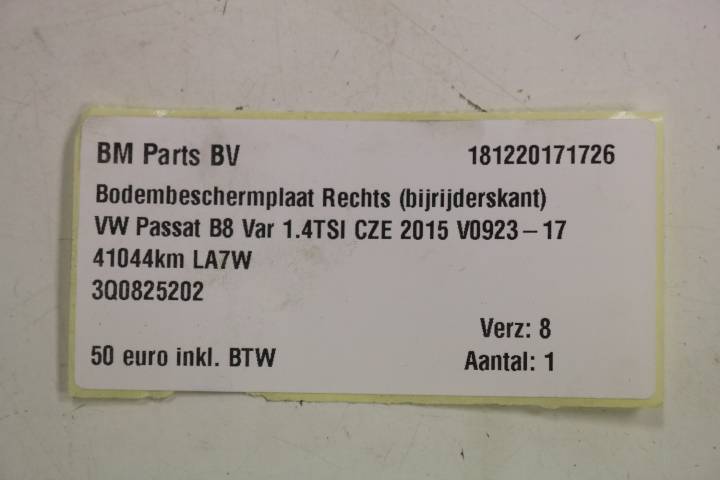 BM Parts BV 181220171726
Bodembeschermplaat Rechts (bijrijderskant)
VW Passat B8 Var 1.4TSI CZE 2015 V0923-17
41044km LA7W
3Q0825202
Verz: 8
50 euro inkl. BTW Aantal: 1